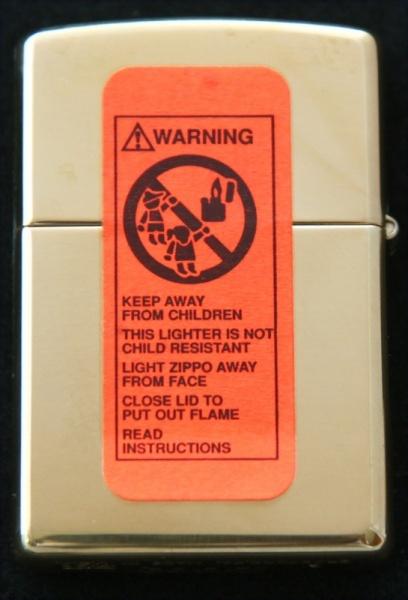 WARNING
KEEP AWAY
FROM CHILDREN
THIS LIGHTER IS NOT
CHILD RESISTANT
LIGHT ZIPPO AWAY
FROM FACE
CLOSE LID TO
PUT OUT FLAME
READ
INSTRUCTIONS